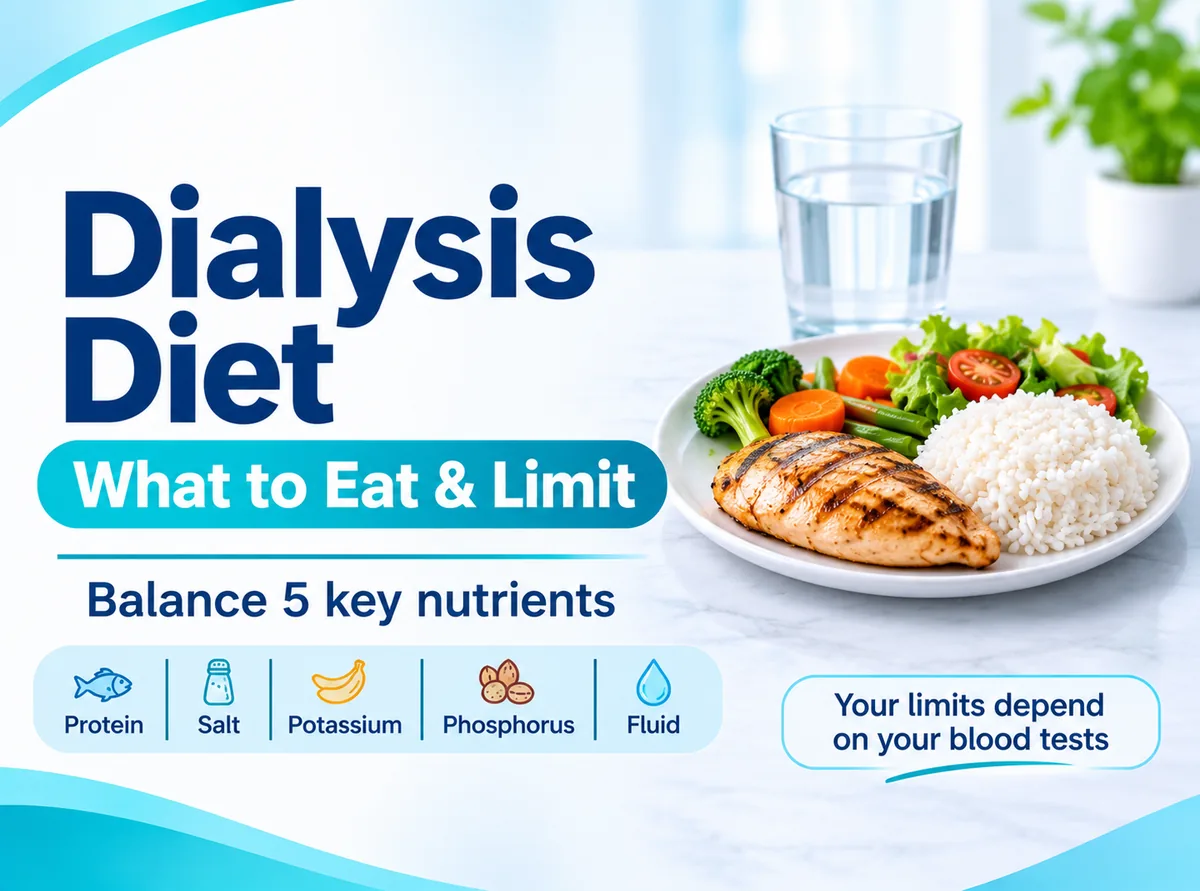 Dialysis
Diet
What to Eat & Limit
Balance 5 key nutrients
Protein
Salt
Potassium
Phosphorus
Fluid
Your limits depend
on your blood tests